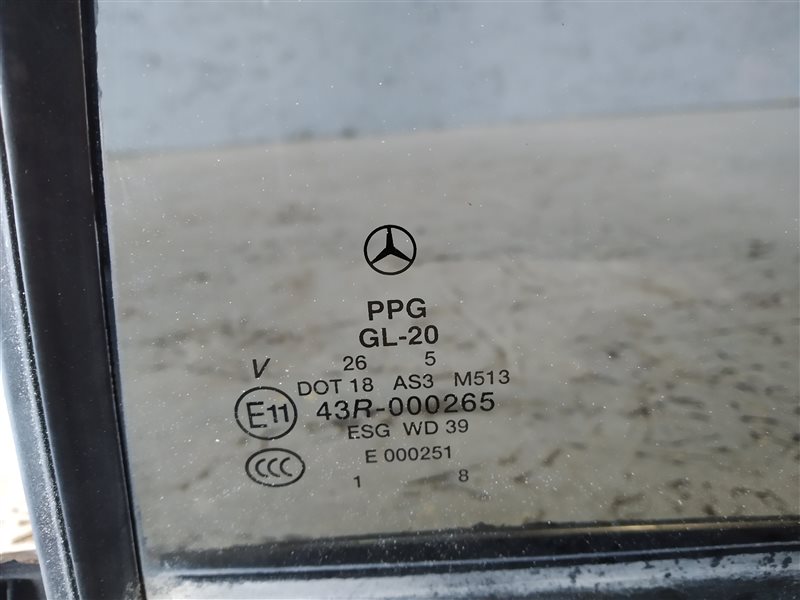 PPG
GL-20
V 26 5
DOT 18 AS3 M513
E11 43R-000265
ESG WD 39
CCC E 000251
1 8